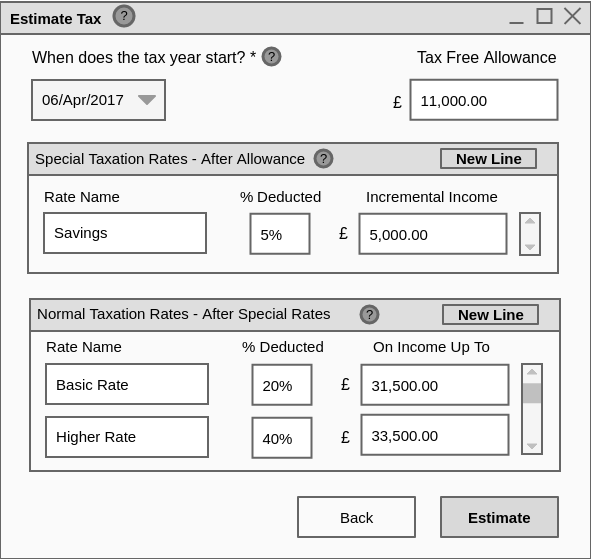 Estimate Tax ?
When does the tax year start? * ? Tax Free Allowance
06/Apr/2017 £ 11,000.00
Special Taxation Rates - After Allowance ? New Line
Rate Name % Deducted Incremental Income
Savings 5% £ 5,000.00
Normal Taxation Rates - After Special Rates ? New Line
Rate Name % Deducted On Income Up To
Basic Rate 20% £ 31,500.00
Higher Rate 40% £ 33,500.00
Back Estimate